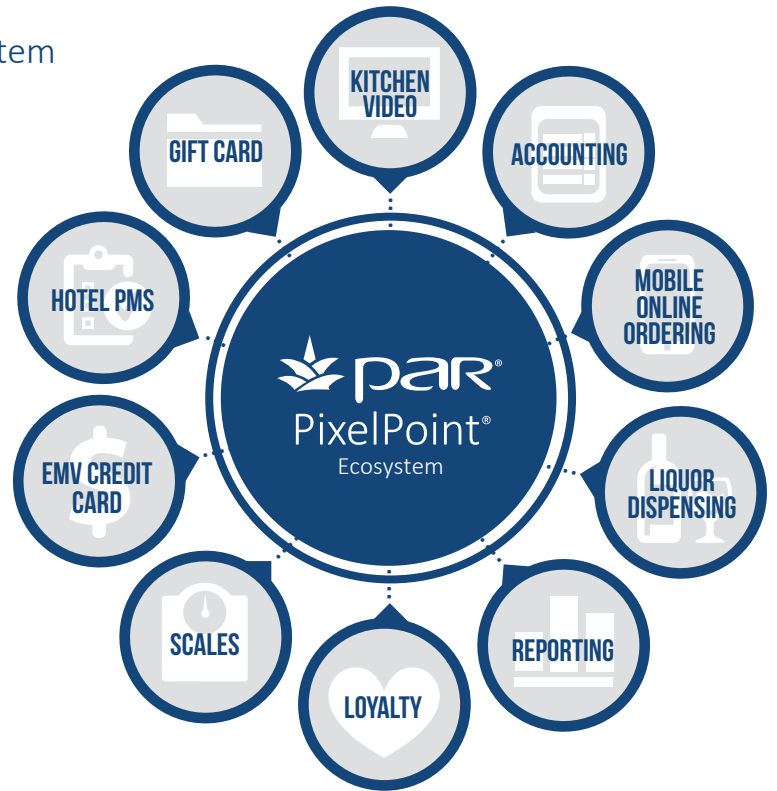 tem
KITCHEN
VIDEO
ACCOUNTING
MOBILE
ONLINE
ORDERING
LIQUOR
DISPENSING
REPORTING
LOYALTY
SCALES
EMV CREDIT
CARD
HOTEL PMS
GIFT CARD
par®
PixelPoint®
Ecosystem